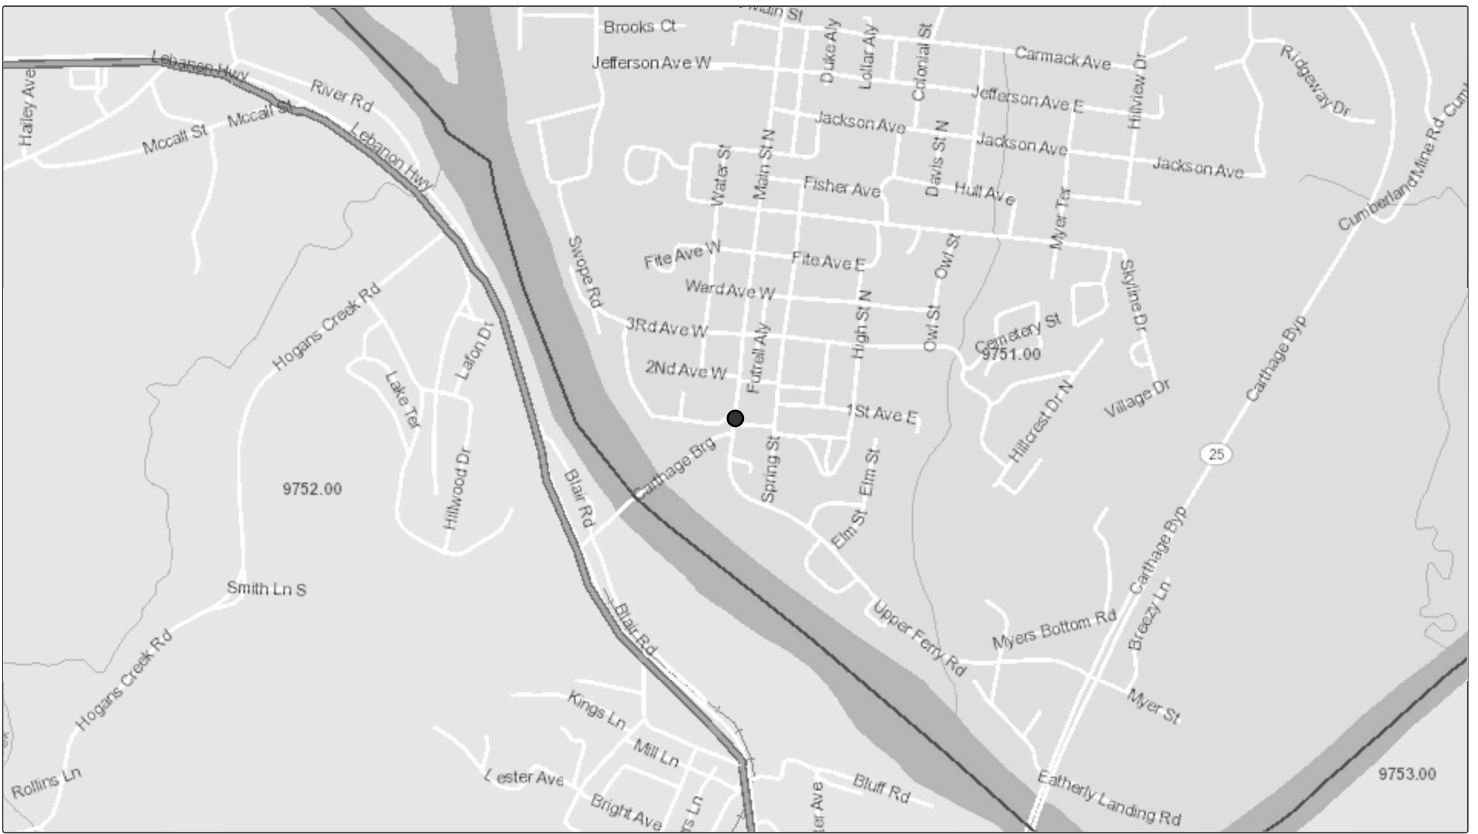 Main St
Brooks Ct
Jefferson Ave W
Duke Aly
Lollar Aly
Colonial St
Carmack Ave
Hillview Dr
Ridgeway Dr
Lebanon Hwy
Hailey Ave
River Rd
Mccall St
Mccall St
Lebanon Hwy
Jefferson Ave E
Jackson Ave
Jackson Ave
Jackson Ave
Cumberland Mine Rd
Water St
Main St N
Davis St N
Fisher Ave
Hull Ave
Myer Ter
Swope Rd
Fite Ave W
Fite Ave E
Owl St
Skyline Dr
Ward Ave W
Hogans Creek Rd
Lafon Dr
3Rd Ave W
High St N
Owl St
Cemetery St
9751.00
Carthage Byp
Futrell Aly
2Nd Ave W
Lake Ter
1St Ave E
Village Dr
Hillcrest Dr N
25
Carthage Brg
Spring St
Elm St
9752.00
Hillwood Dr
Blair Rd
Elm St
Carthage Byp
Smith Ln S
Blair Rd
Upper Ferry Rd
Myers Bottom Rd
Breezy Ln
Hogans Creek Rd
Kings Ln
Myer St
Mill Ln
Rollins Ln
Lester Ave
Bluff Rd
Eatherly Landing Rd
9753.00
Bright Ave